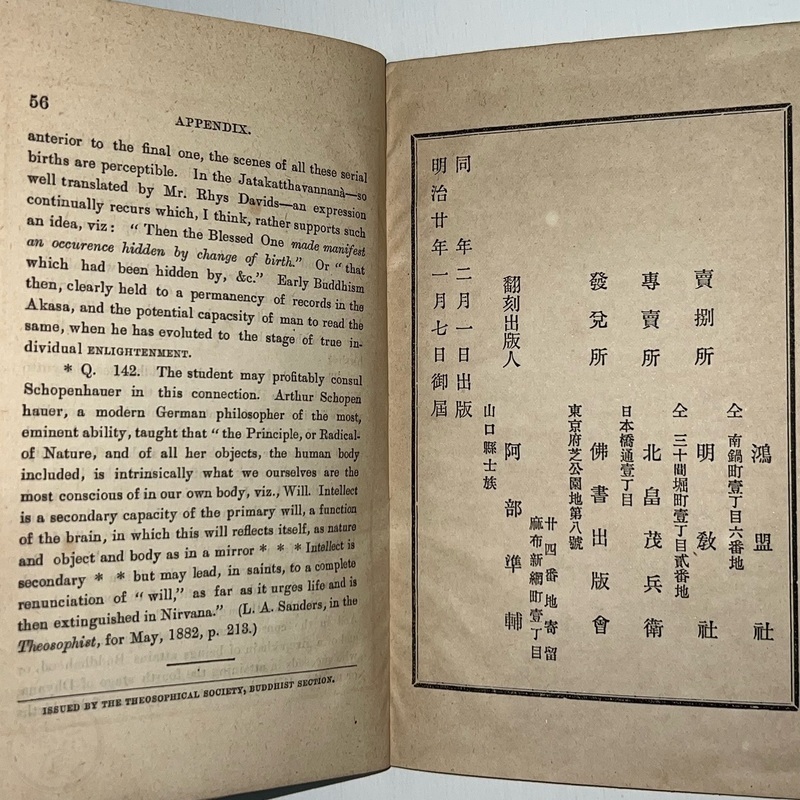 56
APPENDIX.
anterior to the final one, the scenes of all these serial
births are perceptible. In the Jatakatthavannanà—so
well translated by Mr. Rhys Davids—an expression
continually recurs which, I think, rather supports such
an idea, viz: "Then the Blessed One made manifest
an occurence hidden by change of birth." Or "that
which had been hidden by, &c." Early Buddhism
then, clearly held to a permanency of records in the
Akasa, and the potential capacsity of man to read the
same, when he has evoluted to the stage of true in-
dividual ENLIGHTENMENT.
* Q. 142. The student may profitably consul
Schopenhauer in this connection. Arthur Schopen
hauer, a modern German philosopher of the most,
eminent ability, taught that "the Principle, or Radical-
of Nature, and of all her objects, the human body
included, is intrinsically what we ourselves are the
most conscious of in our own body, viz., Will. Intellect
is a secondary capacity of the primary will, a function
of the brain, in which this will reflects itself, as nature
and object and body as in a mirror * * * Intellect is
secondary * * but may lead, in saints, to a complete
renunciation of "will," as far as it urges life and is
then extinguished in Nirvana." (L. A. Sanders, in the
Theosophist, for May, 1882, p. 213.)
ISSUED BY THE THEOSOPHICAL SOCIETY, BUDDHIST SECTION.
明治廿年一月七日御屆
同 年二月一日出版
山口縣士族
翻刻出版人 阿部準輔
麻布新網町壹丁目
廿四番地寄留
東京府芝公園地第八號
發兌所 佛書出版會
日本橋通壹丁目
專賣所 北畠茂兵衛
仝 三十間堀町壹丁目貳番地
賣捌所 明敎社
仝 南鍋町壹丁目六番地
鴻盟社